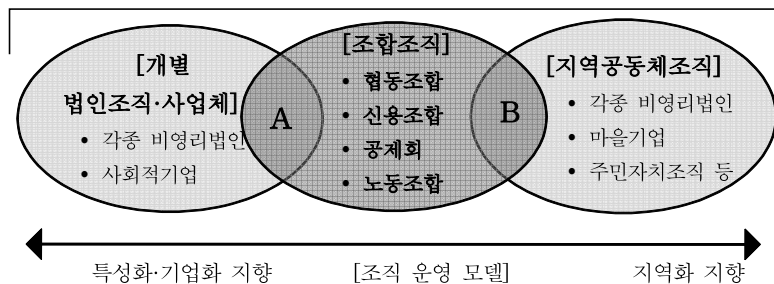 [개별
법인조직·사업체]
• 각종 비영리법인
• 사회적기업
A
[조합조직]
• 협동조합
• 신용조합
• 공제회
• 노동조합
B
[지역공동체조직]
• 각종 비영리법인
• 마을기업
• 주민자치조직 등
특성화·기업화 지향 [조직 운영 모델] 지역화 지향